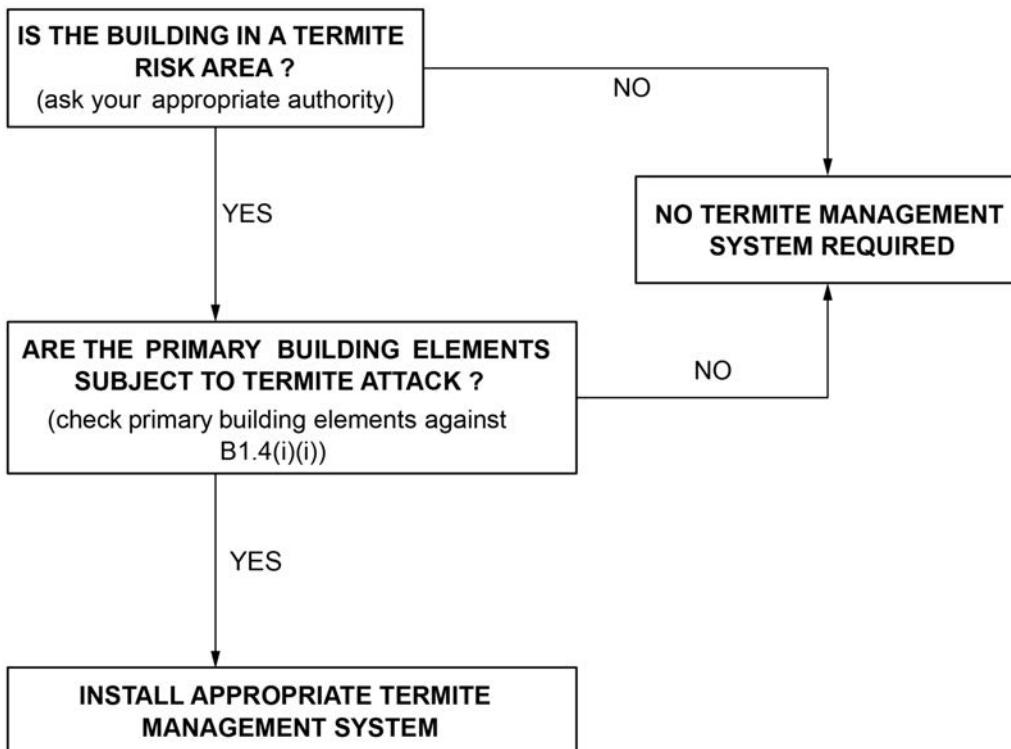 IS THE BUILDING IN A TERMITE
RISK AREA ?
(ask your appropriate authority)
NO
YES
NO TERMITE MANAGEMENT
SYSTEM REQUIRED
ARE THE PRIMARY BUILDING ELEMENTS
SUBJECT TO TERMITE ATTACK ?
(check primary building elements against
B1.4(i)(i))
NO
YES
INSTALL APPROPRIATE TERMITE
MANAGEMENT SYSTEM